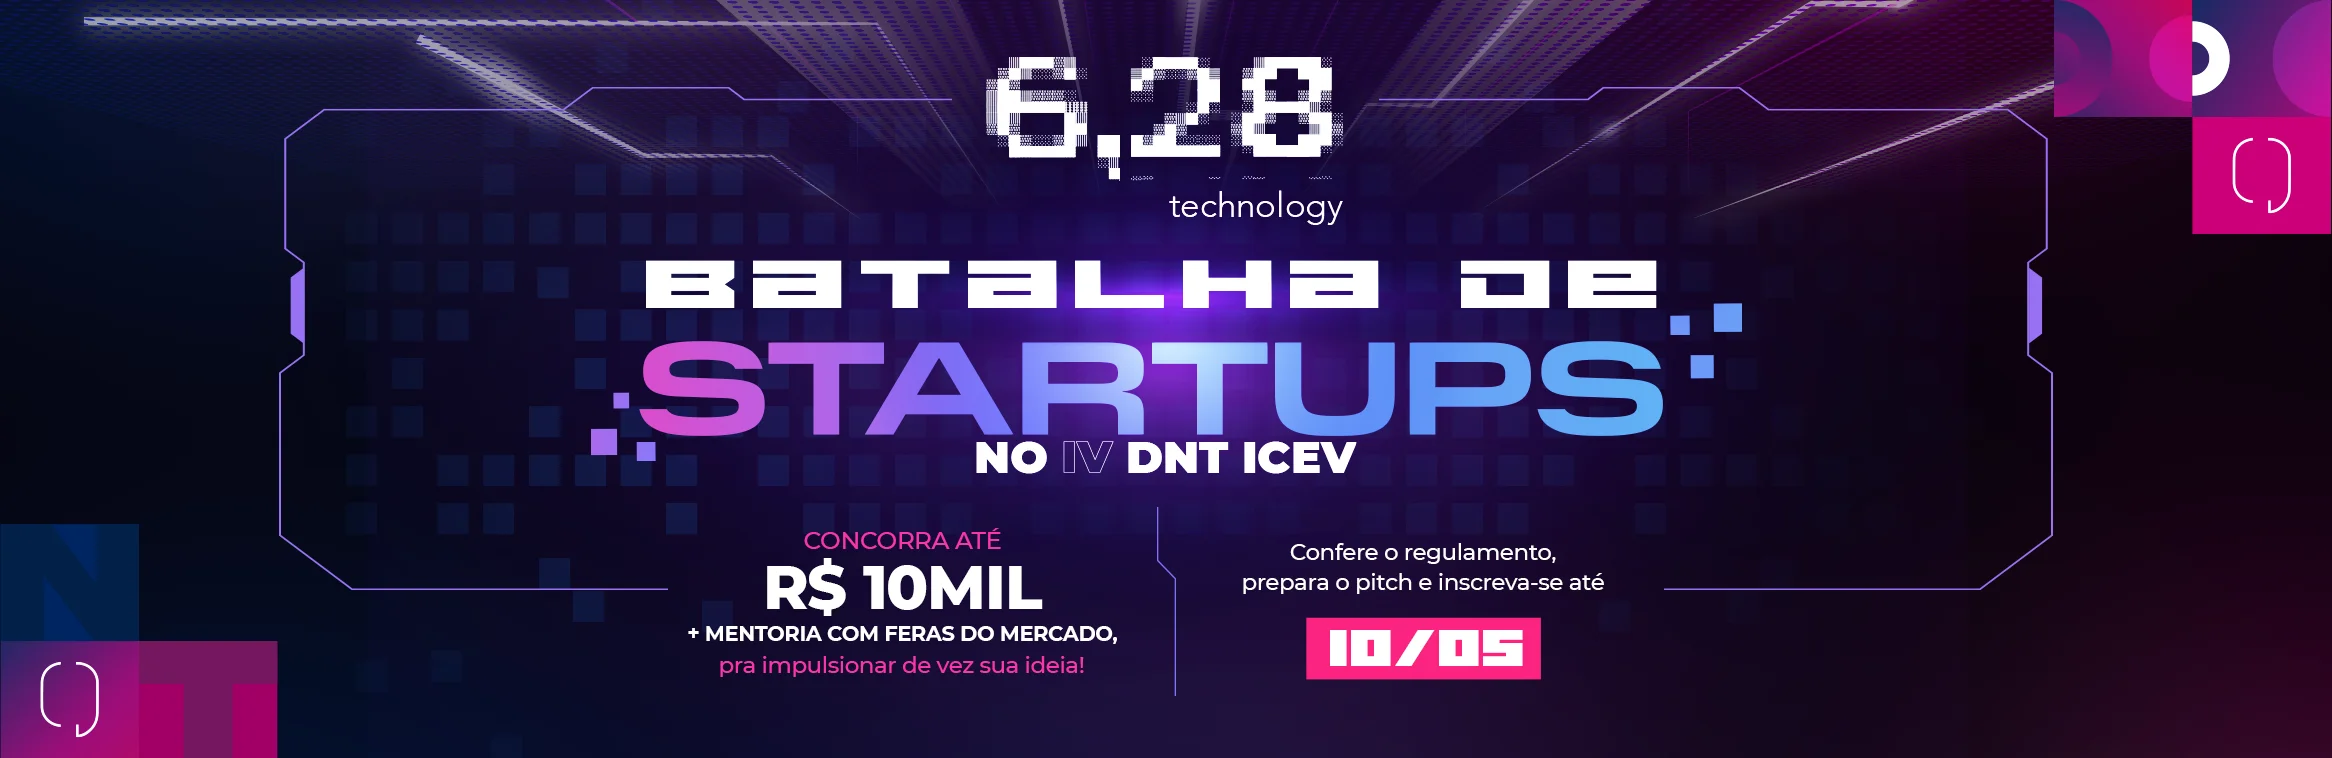 6,28
technology
BATALHA DE
STARTUPS
NO IV DNT ICEV
CONCORRA ATÉ
R$ 10MIL
+ MENTORIA COM FERAS DO MERCADO,
pra impulsionar de vez sua ideia!
Confere o regulamento,
prepara o pitch e inscreva-se até
10/05
N
T